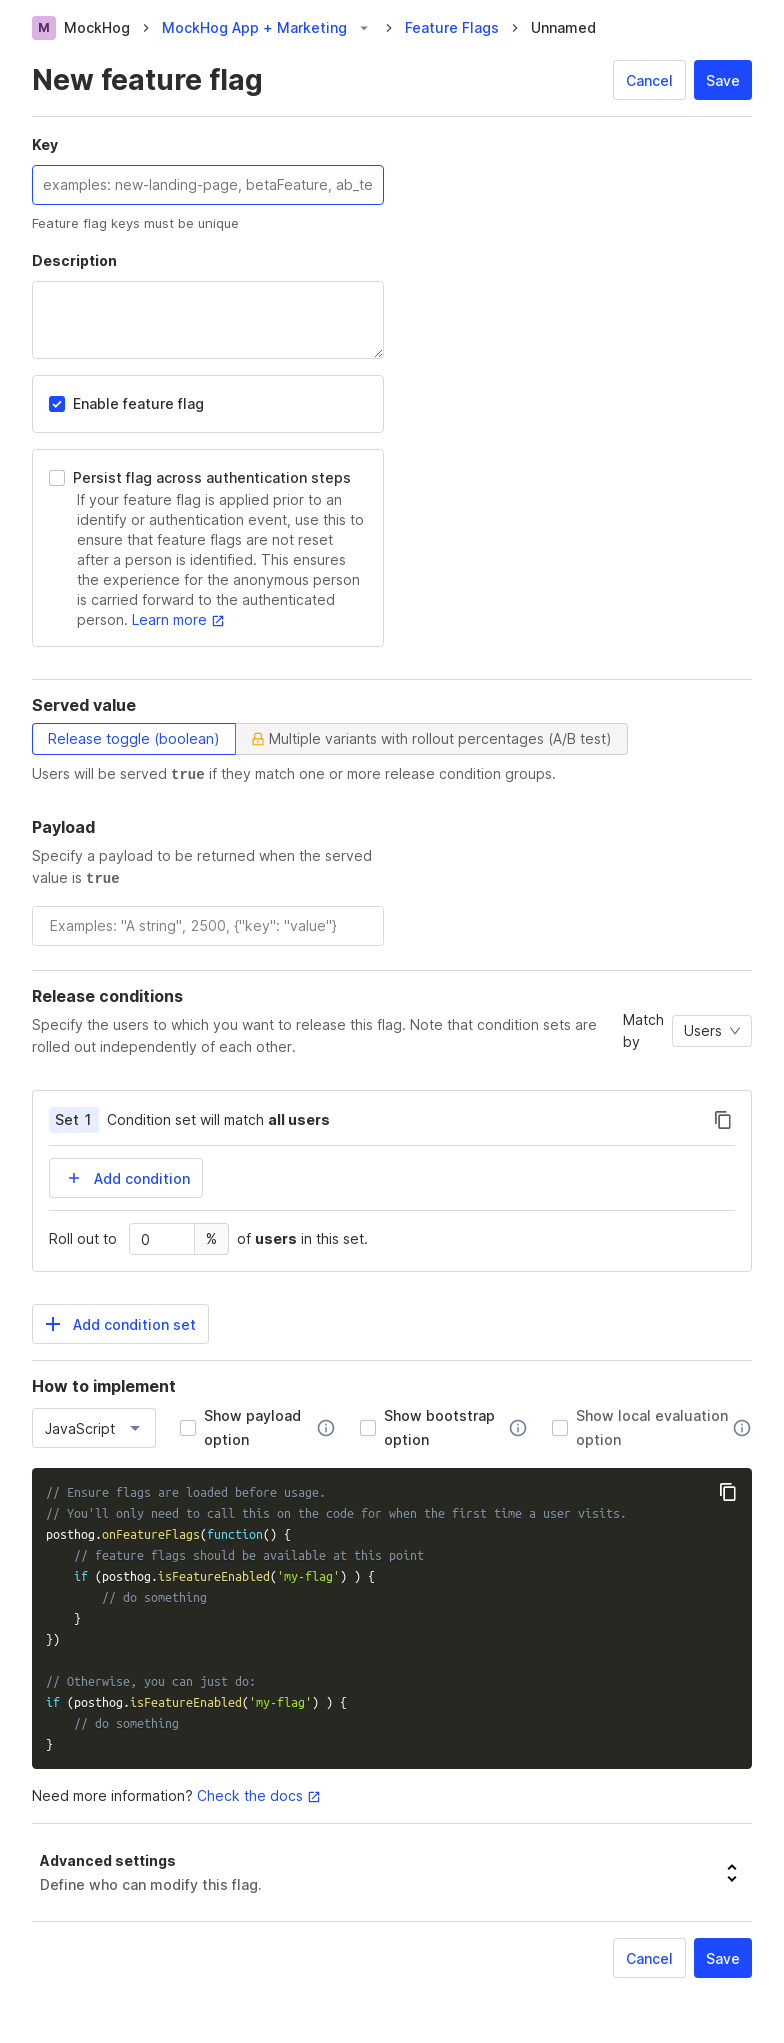 M MockHog > MockHog App + Marketing > Feature Flags > Unnamed
New feature flag
Cancel Save
Key
examples: new-landing-page, betaFeature, ab_te
Feature flag keys must be unique
Description
Enable feature flag
Persist flag across authentication steps
If your feature flag is applied prior to an
identify or authentication event, use this to
ensure that feature flags are not reset
after a person is identified. This ensures
the experience for the anonymous person
is carried forward to the authenticated
person. Learn more
Served value
Release toggle (boolean) Multiple variants with rollout percentages (A/B test)
Users will be served true if they match one or more release condition groups.
Payload
Specify a payload to be returned when the served
value is true
Examples: "A string", 2500, {"key": "value"}
Release conditions
Specify the users to which you want to release this flag. Note that condition sets are
rolled out independently of each other.
Match
by
Users
Set 1 Condition set will match all users
+ Add condition
Roll out to 0 % of users in this set.
+ Add condition set
How to implement
JavaScript
Show payload
option
Show bootstrap
option
Show local evaluation
option
// Ensure flags are loaded before usage.
// You'll only need to call this on the code for when the first time a user visits.
posthog.onFeatureFlags(function() {
    // feature flags should be available at this point
    if (posthog.isFeatureEnabled('my-flag') ) {
        // do something
    }
})
// Otherwise, you can just do:
if (posthog.isFeatureEnabled('my-flag') ) {
    // do something
}
Need more information? Check the docs
Advanced settings
Define who can modify this flag.
Cancel Save